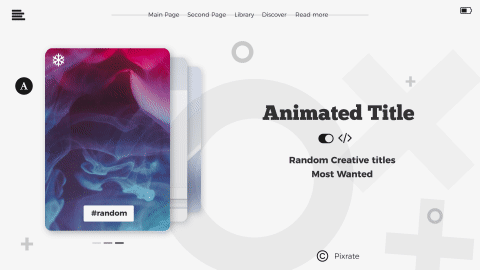 Main Page Second Page Library Discover Read more
A
Animated Title
</>
Random Creative titles
Most Wanted
#random
© Pixrate